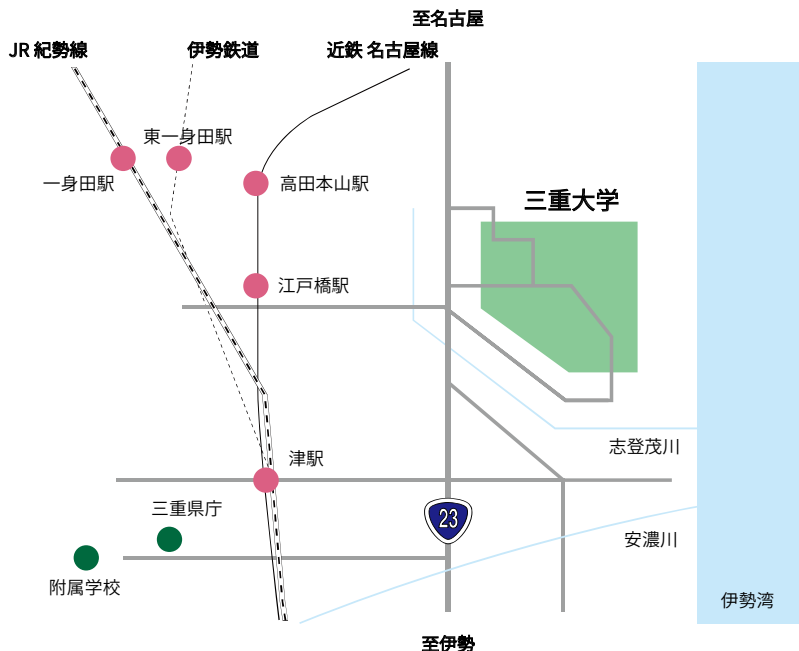 至名古屋
JR 紀勢線
伊勢鉄道
近鉄 名古屋線
東一身田駅
一身田駅
高田本山駅
三重大学
江戸橋駅
志登茂川
津駅
三重県庁
23
安濃川
附属学校
伊勢湾
至伊勢